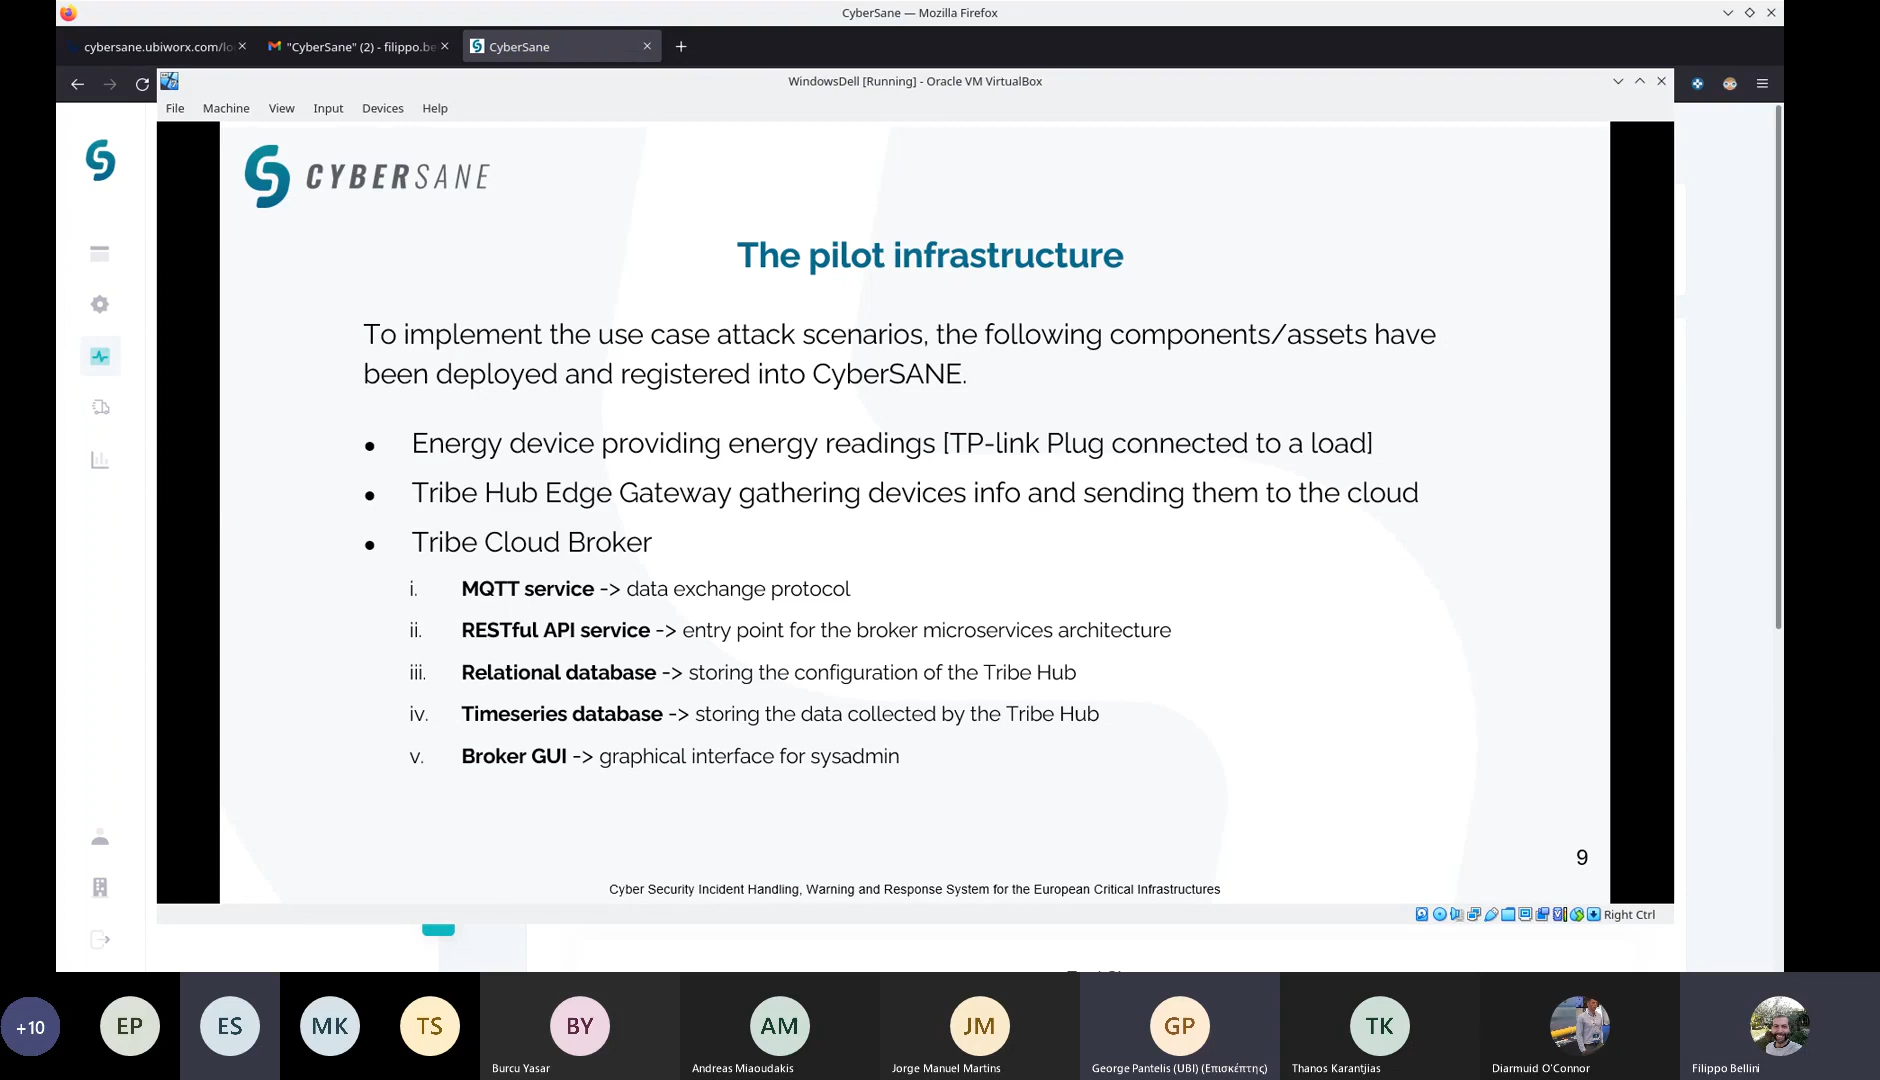 CyberSane — Mozilla Firefox
cybersane.ubiworx.com/lo
"CyberSane" (2) - filippo.be
CyberSane
WindowsDell [Running] - Oracle VM VirtualBox
File Machine View Input Devices Help
CYBERSANE
The pilot infrastructure
To implement the use case attack scenarios, the following components/assets have
been deployed and registered into CyberSANE.
• Energy device providing energy readings [TP-link Plug connected to a load]
• Tribe Hub Edge Gateway gathering devices info and sending them to the cloud
• Tribe Cloud Broker
i. MQTT service -> data exchange protocol
ii. RESTful API service -> entry point for the broker microservices architecture
iii. Relational database -> storing the configuration of the Tribe Hub
iv. Timeseries database -> storing the data collected by the Tribe Hub
v. Broker GUI -> graphical interface for sysadmin
9
Cyber Security Incident Handling, Warning and Response System for the European Critical Infrastructures
Right Ctrl
+10 EP ES MK TS BY AM JM GP TK
Burcu Yasar Andreas Miaoudakis Jorge Manuel Martins George Pantelis (UBI) (Επισκέπτης) Thanos Karantjias Diarmuid O'Connor Filippo Bellini